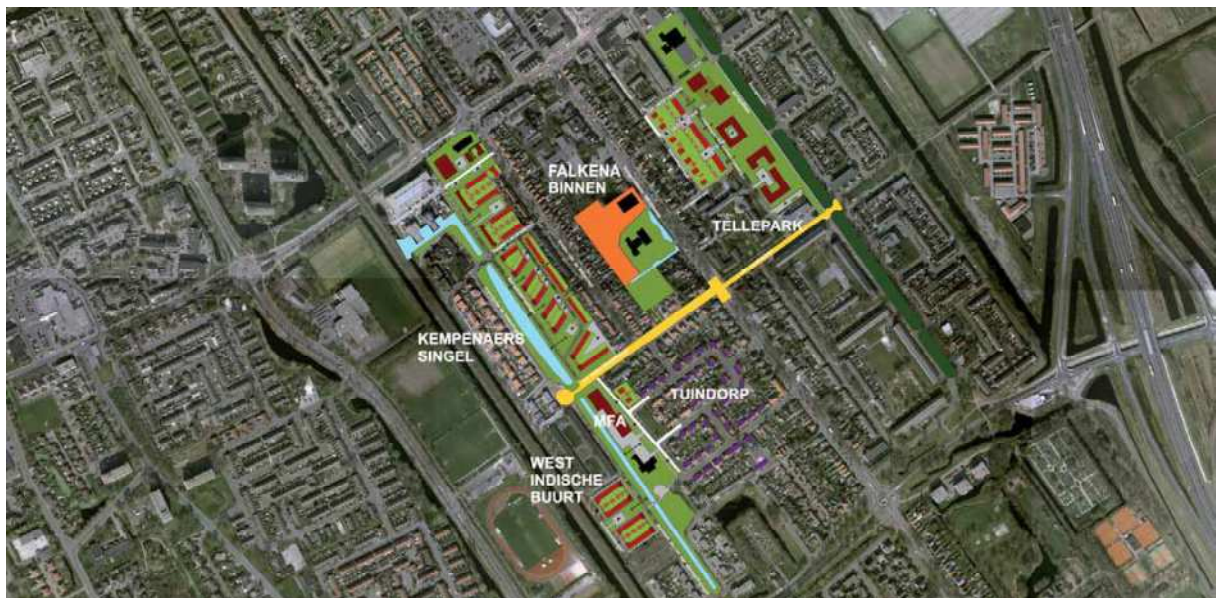 FALKENA
BINNEN
TELLEPARK
KEMPENAERS
SINGEL
TUINDORP
MFA
WEST
INDISCHE
BUURT